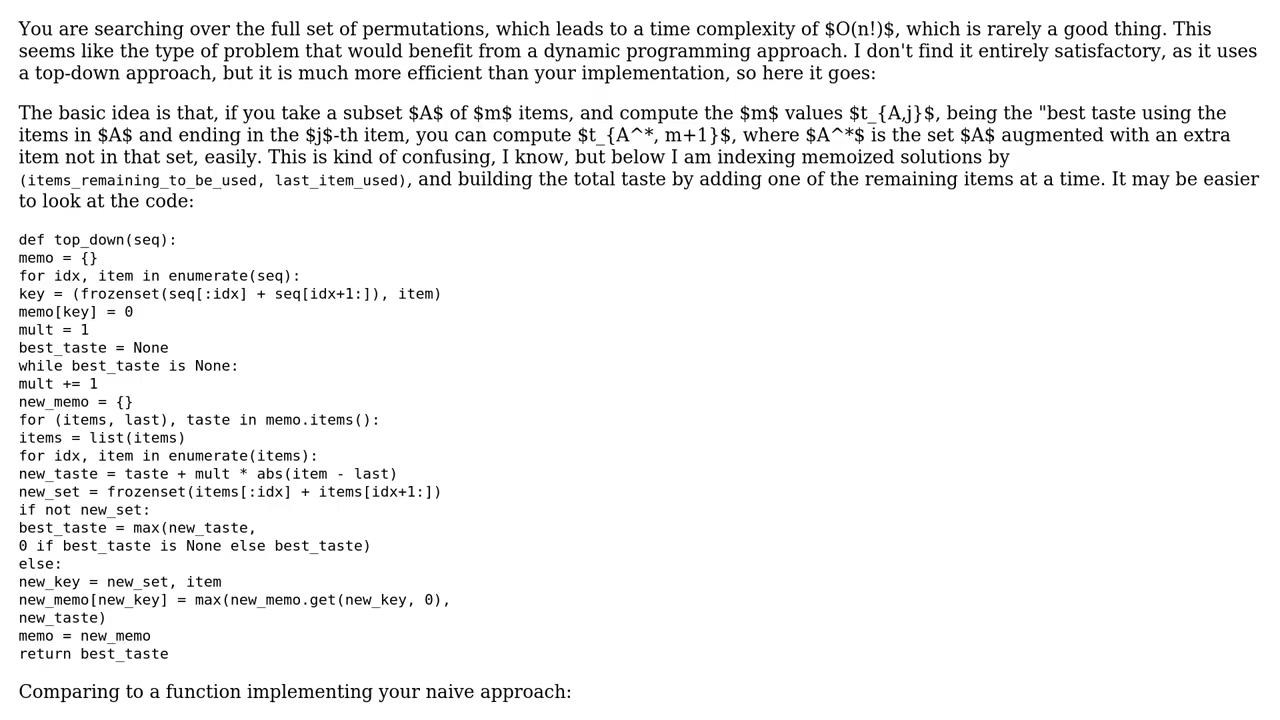 You are searching over the full set of permutations, which leads to a time complexity of $O(n!)$, which is rarely a good thing. This
seems like the type of problem that would benefit from a dynamic programming approach. I don't find it entirely satisfactory, as it uses
a top-down approach, but it is much more efficient than your implementation, so here it goes:
The basic idea is that, if you take a subset $A$ of $m$ items, and compute the $m$ values $t_{A,j}$, being the "best taste using the
items in $A$ and ending in the $j$-th item, you can compute $t_{A^*, m+1}$, where $A^*$ is the set $A$ augmented with an extra
item not in that set, easily. This is kind of confusing, I know, but below I am indexing memoized solutions by
(items_remaining_to_be_used, last_item_used), and building the total taste by adding one of the remaining items at a time. It may be easier
to look at the code:
def top_down(seq):
memo = {}
for idx, item in enumerate(seq):
key = (frozenset(seq[:idx] + seq[idx+1:]), item)
memo[key] = 0
mult = 1
best_taste = None
while best_taste is None:
mult += 1
new_memo = {}
for (items, last), taste in memo.items():
items = list(items)
for idx, item in enumerate(items):
new_taste = taste + mult * abs(item - last)
new_set = frozenset(items[:idx] + items[idx+1:])
if not new_set:
best_taste = max(new_taste,
0 if best_taste is None else best_taste)
else:
new_key = new_set, item
new_memo[new_key] = max(new_memo.get(new_key, 0),
new_taste)
memo = new_memo
return best_taste
Comparing to a function implementing your naive approach: